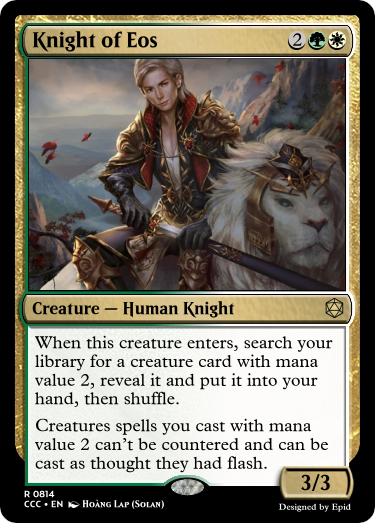 Knight of Eos 2
Creature — Human Knight
When this creature enters, search your
library for a creature card with mana
value 2, reveal it and put it into your
hand, then shuffle.
Creatures spells you cast with mana
value 2 can't be countered and can be
cast as thought they had flash.
3/3
R 0814
CCC • EN Hoàng Lap (Solan)
Designed by Epid